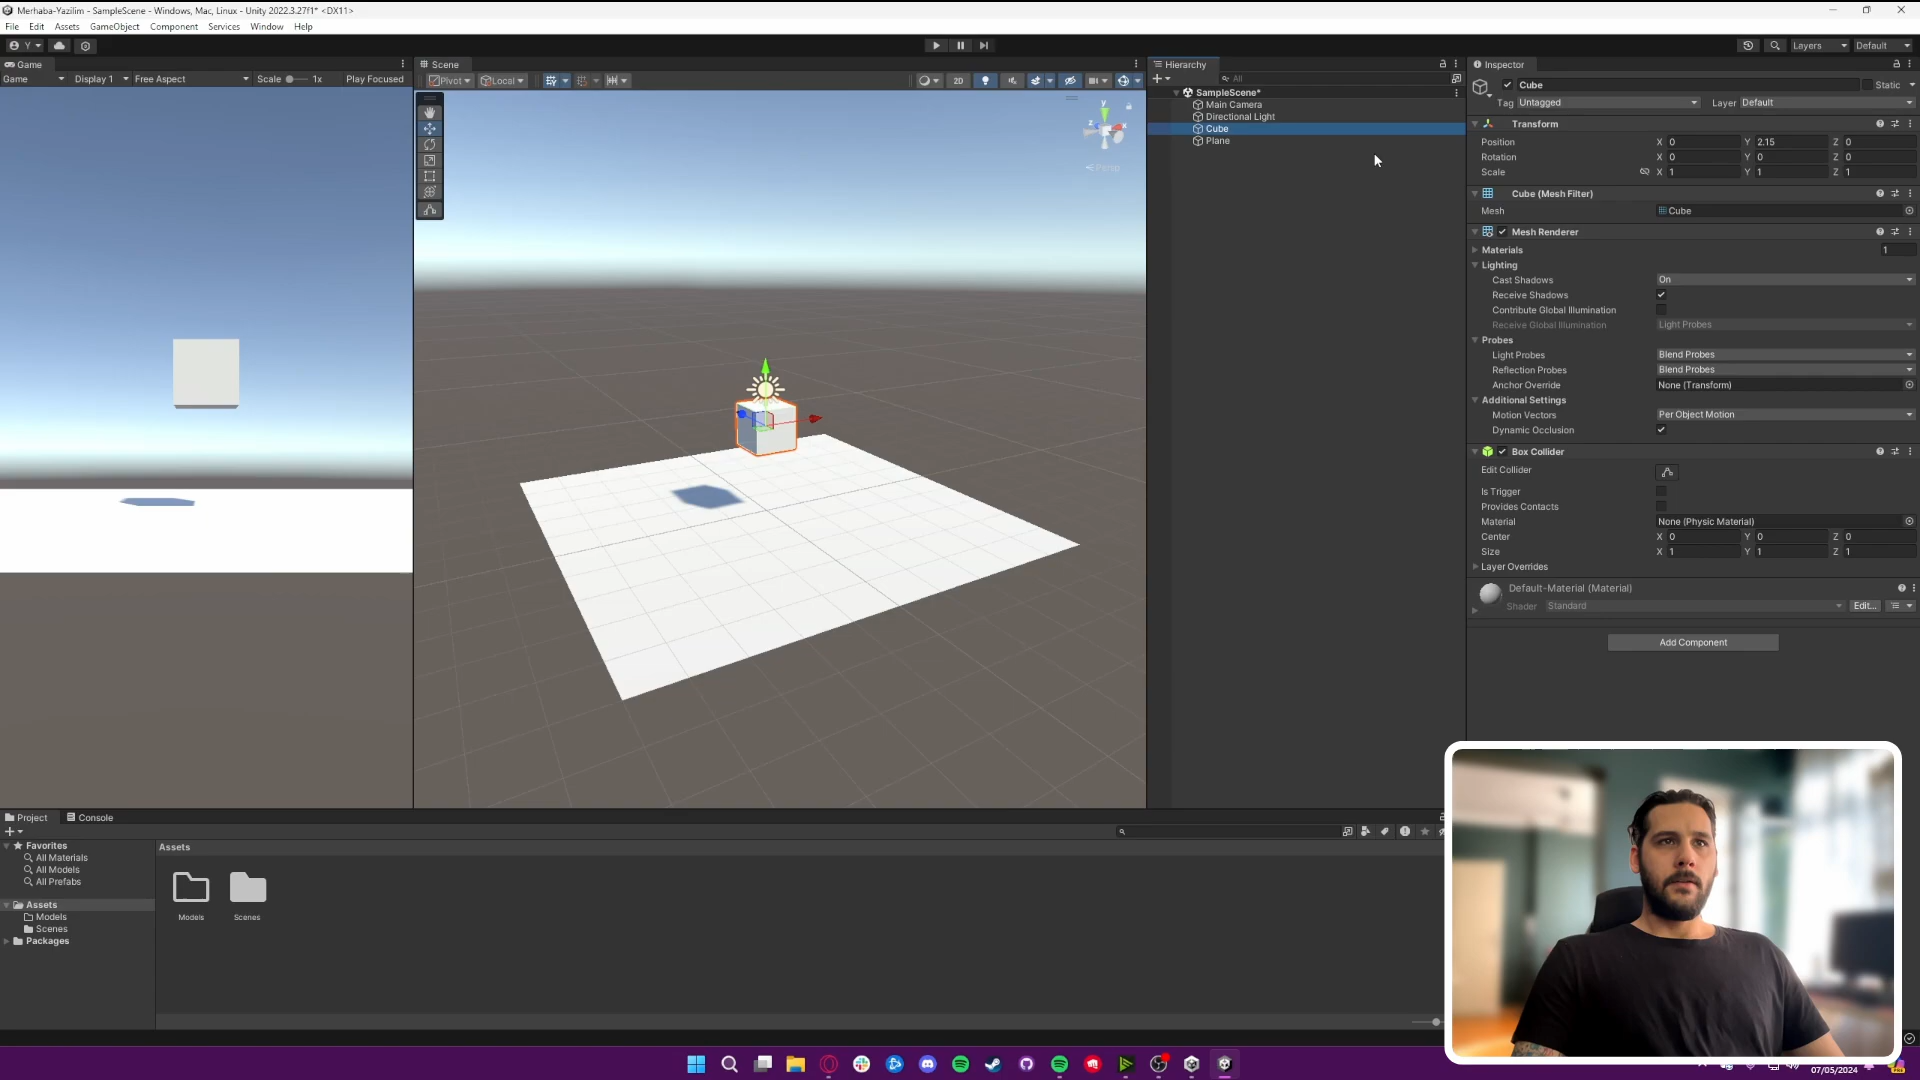 Merhaba-Yazilim - SampleScene - Windows, Mac, Linux - Unity 2022.3.27f1* <DX11>
File Edit Assets GameObject Component Services Window Help
Y
Layers Default
Game
Game Display 1 Free Aspect Scale 1x Play Focused
Scene
Pivot Local 2D
y
x
z
Persp
Hierarchy
All
SampleScene*
Main Camera
Directional Light
Cube
Plane
Inspector
Cube Static
Tag Untagged Layer Default
Transform
Position X 0 Y 2.15 Z 0
Rotation X 0 Y 0 Z 0
Scale X 1 Y 1 Z 1
Cube (Mesh Filter)
Mesh Cube
Mesh Renderer
Materials 1
Lighting
Cast Shadows On
Receive Shadows
Contribute Global Illumination
Receive Global Illumination Light Probes
Probes
Light Probes Blend Probes
Reflection Probes Blend Probes
Anchor Override None (Transform)
Additional Settings
Motion Vectors Per Object Motion
Dynamic Occlusion
Box Collider
Edit Collider
Is Trigger
Provides Contacts
Material None (Physic Material)
Center X 0 Y 0 Z 0
Size X 1 Y 1 Z 1
Layer Overrides
Default-Material (Material)
Shader Standard Edit...
Add Component
Project Console
Favorites
All Materials
All Models
All Prefabs
Assets
Models
Scenes
Packages
Assets
Models Scenes
07/05/2024